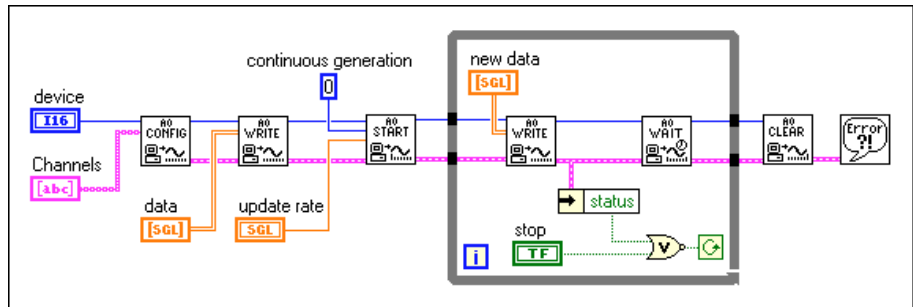 continuous generation
new data
0
[SGL]
device
I16
AO CONFIG
AO WRITE
AO START
AO WRITE
AO WAIT
AO CLEAR
Error ?!
Channels
[abc]
data
[SGL]
update rate
SGL
status
stop
TF
i
V